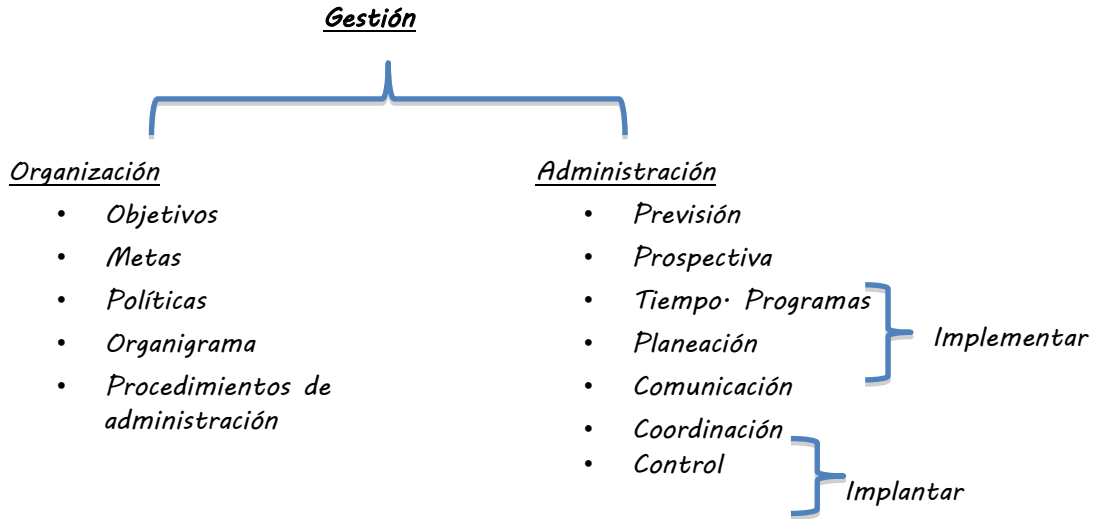 Gestión
Organización
• Objetivos
• Metas
• Políticas
• Organigrama
• Procedimientos de
administración
Administración
• Previsión
• Prospectiva
• Tiempo. Programas
• Planeación
• Comunicación
• Coordinación
• Control
Implementar
Implantar